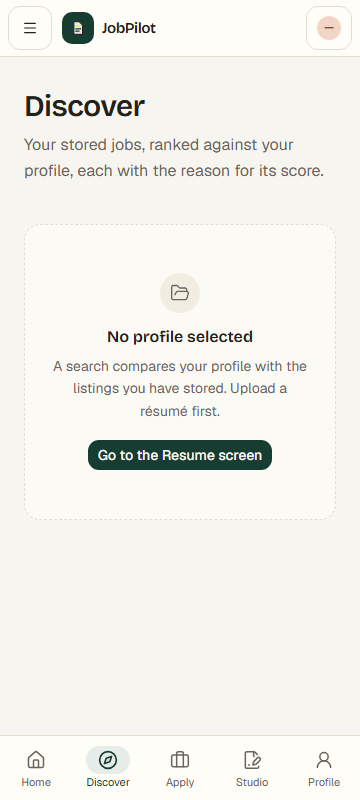 JobPilot
Discover
Your stored jobs, ranked against your
profile, each with the reason for its score.
No profile selected
A search compares your profile with the
listings you have stored. Upload a
résumé first.
Go to the Resume screen
Home
Discover
Apply
Studio
Profile